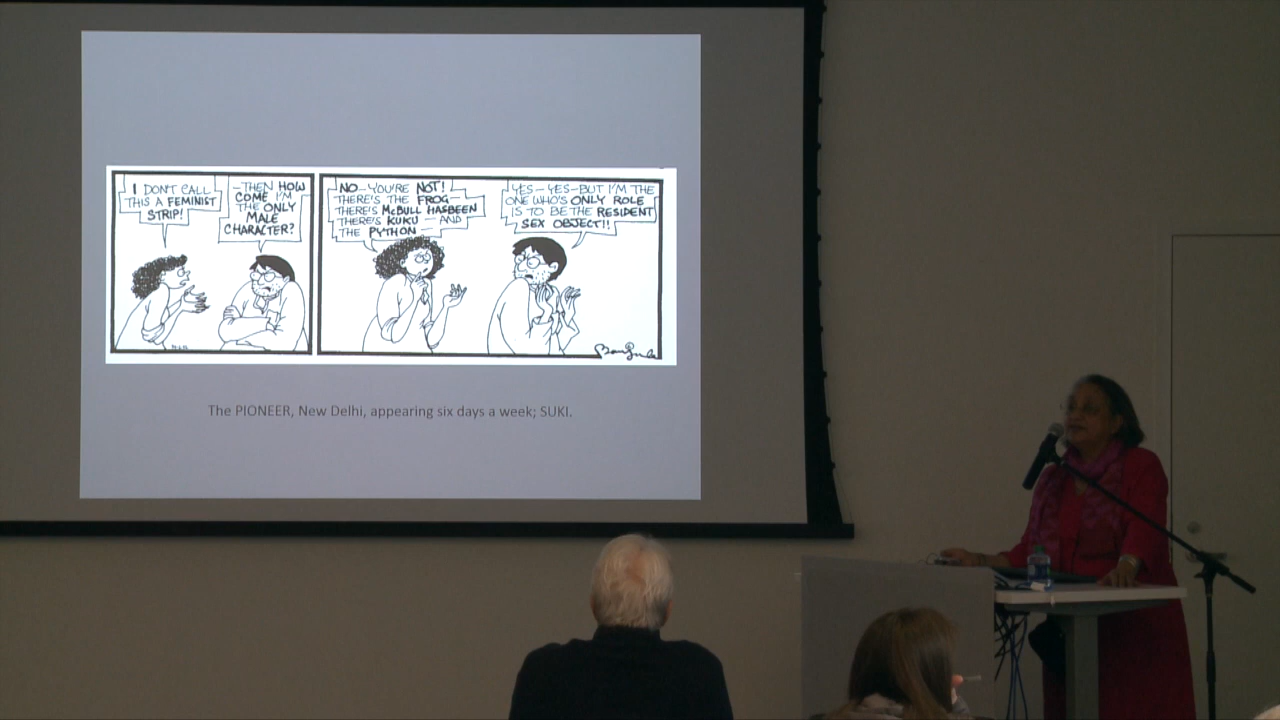 I DON'T CALL
THIS A FEMINIST
STRIP!
—THEN HOW
COME I'M
THE ONLY
MALE
CHARACTER?
NO—YOU'RE NOT!
THERE'S THE FROG—
THERE'S McBULL HASBEEN
THERE'S KUKU — AND
THE PYTHON—
YES—YES—BUT I'M THE
ONE WHO'S ONLY ROLE
IS TO BE THE RESIDENT
SEX OBJECT!!
The PIONEER, New Delhi, appearing six days a week; SUKI.